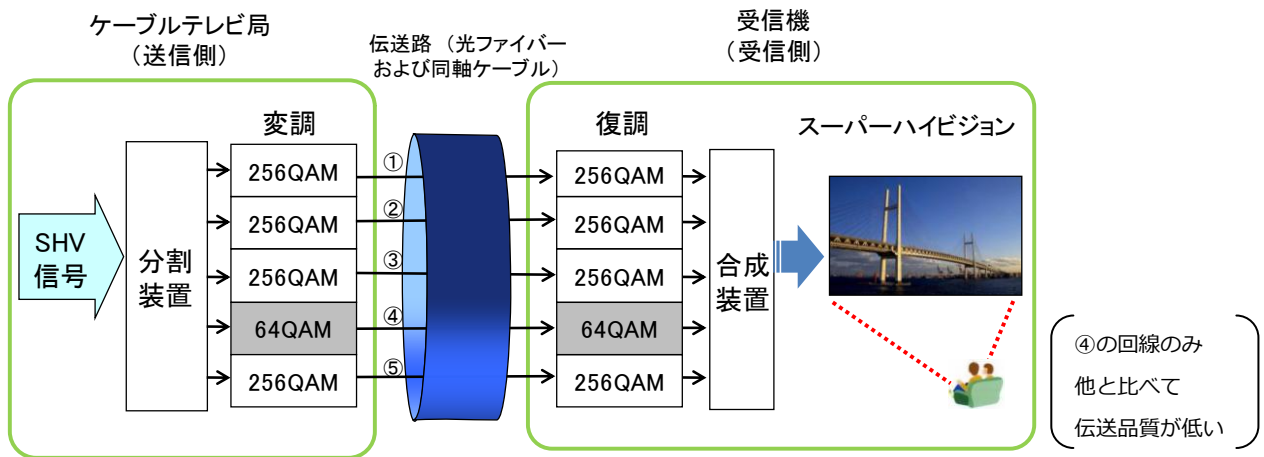 ケーブルテレビ局
（送信側）
伝送路 （光ファイバー
および同軸ケーブル）
受信機
（受信側）
変調
復調
スーパーハイビジョン
SHV
信号
分割
装置
256QAM
256QAM
256QAM
64QAM
256QAM
①
②
③
④
⑤
256QAM
256QAM
256QAM
64QAM
256QAM
合成
装置
④の回線のみ
他と比べて
伝送品質が低い